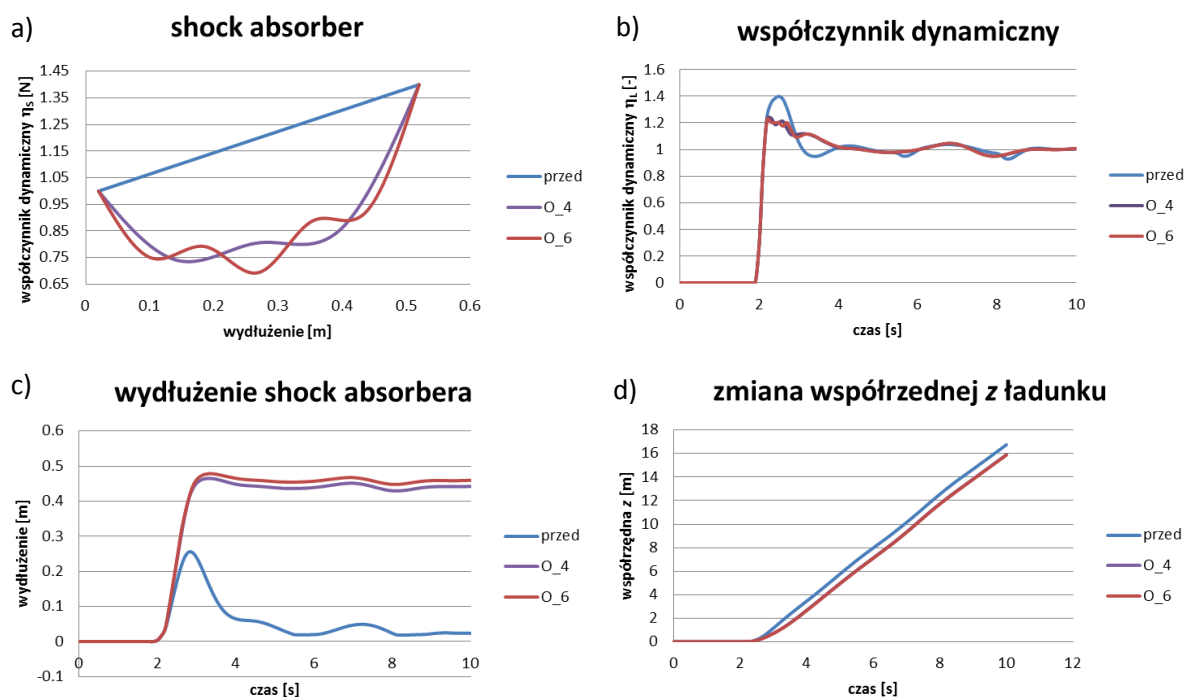 a)
shock absorber
współczynnik dynamiczny ηS [N]
1.45
1.35
1.25
1.15
1.05
0.95
0.85
0.75
0.65
0
0.1
0.2
0.3
0.4
0.5
0.6
wydłużenie [m]
przed
O_4
O_6
b)
współczynnik dynamiczny
współczynnik dynamiczny ηL [-]
1.6
1.4
1.2
1
0.8
0.6
0.4
0.2
0
0
2
4
6
8
10
czas [s]
przed
O_4
O_6
c)
wydłużenie shock absorbera
wydłużenie [m]
0.6
0.5
0.4
0.3
0.2
0.1
0
-0.1
0
2
4
6
8
10
czas [s]
przed
O_4
O_6
d)
zmiana współrzędnej z ładunku
współrzędna z [m]
18
16
14
12
10
8
6
4
2
0
0
2
4
6
8
10
12
czas [s]
przed
O_4
O_6